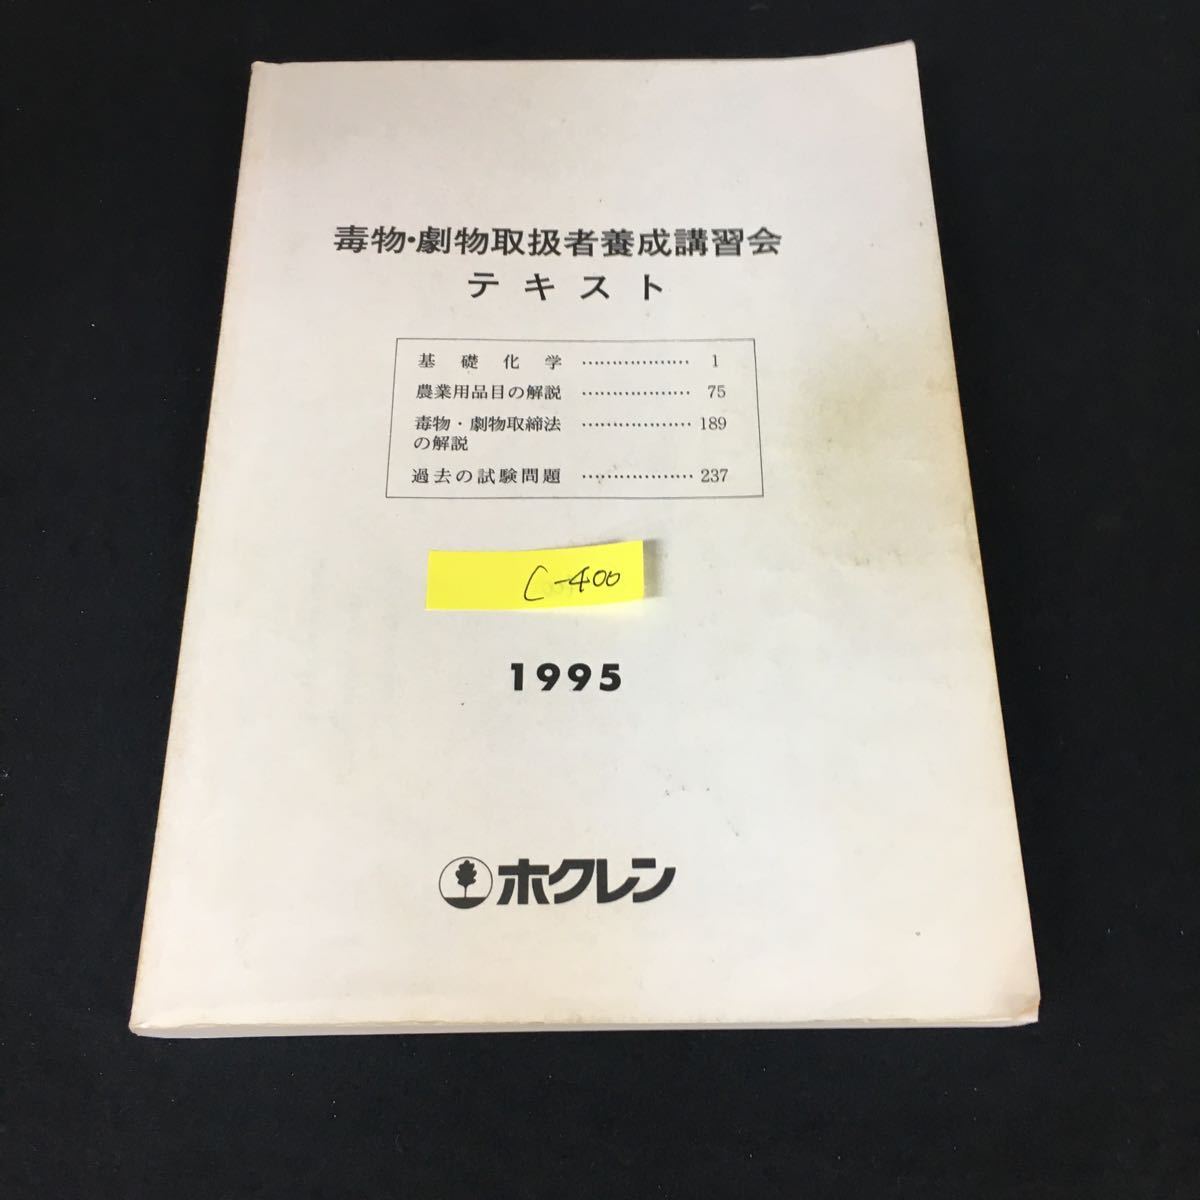 毒物・劇物取扱者養成講習会
テキスト
基礎化学 ……………… 1
農業用品目の解説 ……………… 75
毒物・劇物取締法 ……………… 189
の解説
過去の試験問題 ……………… 237
C-400
1995
ホクレン